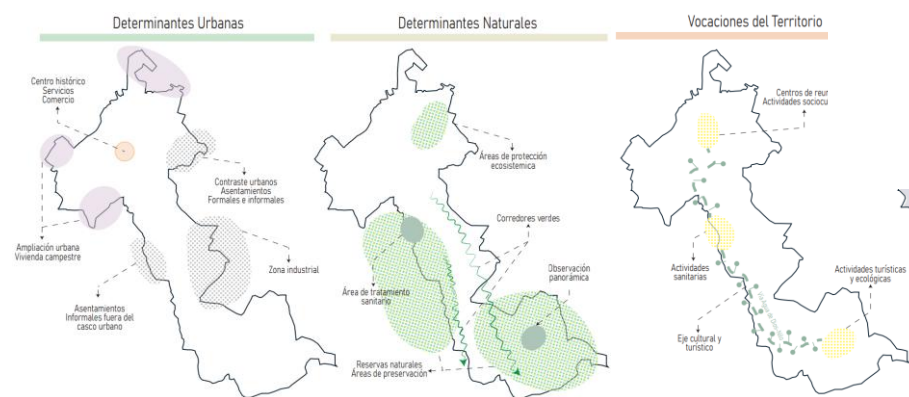 Determinantes Urbanas
Centro histórico
Servicios
Comercio
Contraste urbanos
Asentamientos
Formales e informales
Ampliación urbana
Vivienda campestre
Zona industrial
Asentamientos
Informales fuera del
casco urbano
Determinantes Naturales
Áreas de protección
ecosistemica
Corredores verdes
Observación
panorámica
Área de tratamiento
sanitario
Reservas naturales
Áreas de preservación
Vocaciones del Territorio
Centros de reur
Actividades sociocu
Actividades
sanitarias
Actividades turísticas
y ecológicas
Eje cultural y
turístico